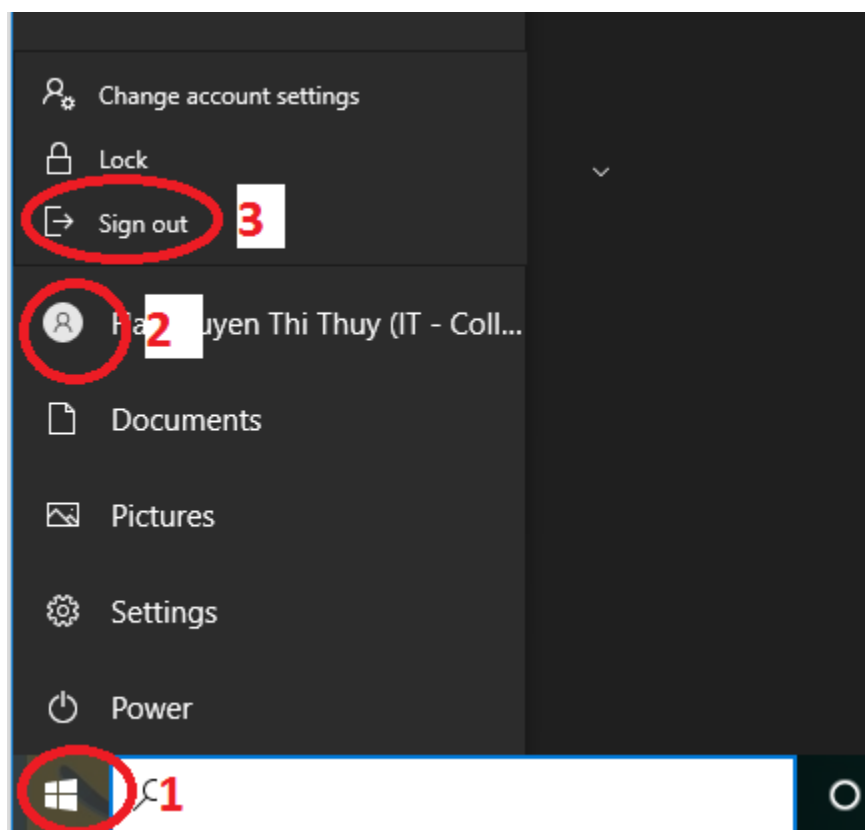 Change account settings
Lock
Sign out
3
2
uyen Thi Thuy (IT - Coll...
Documents
Pictures
Settings
Power
1